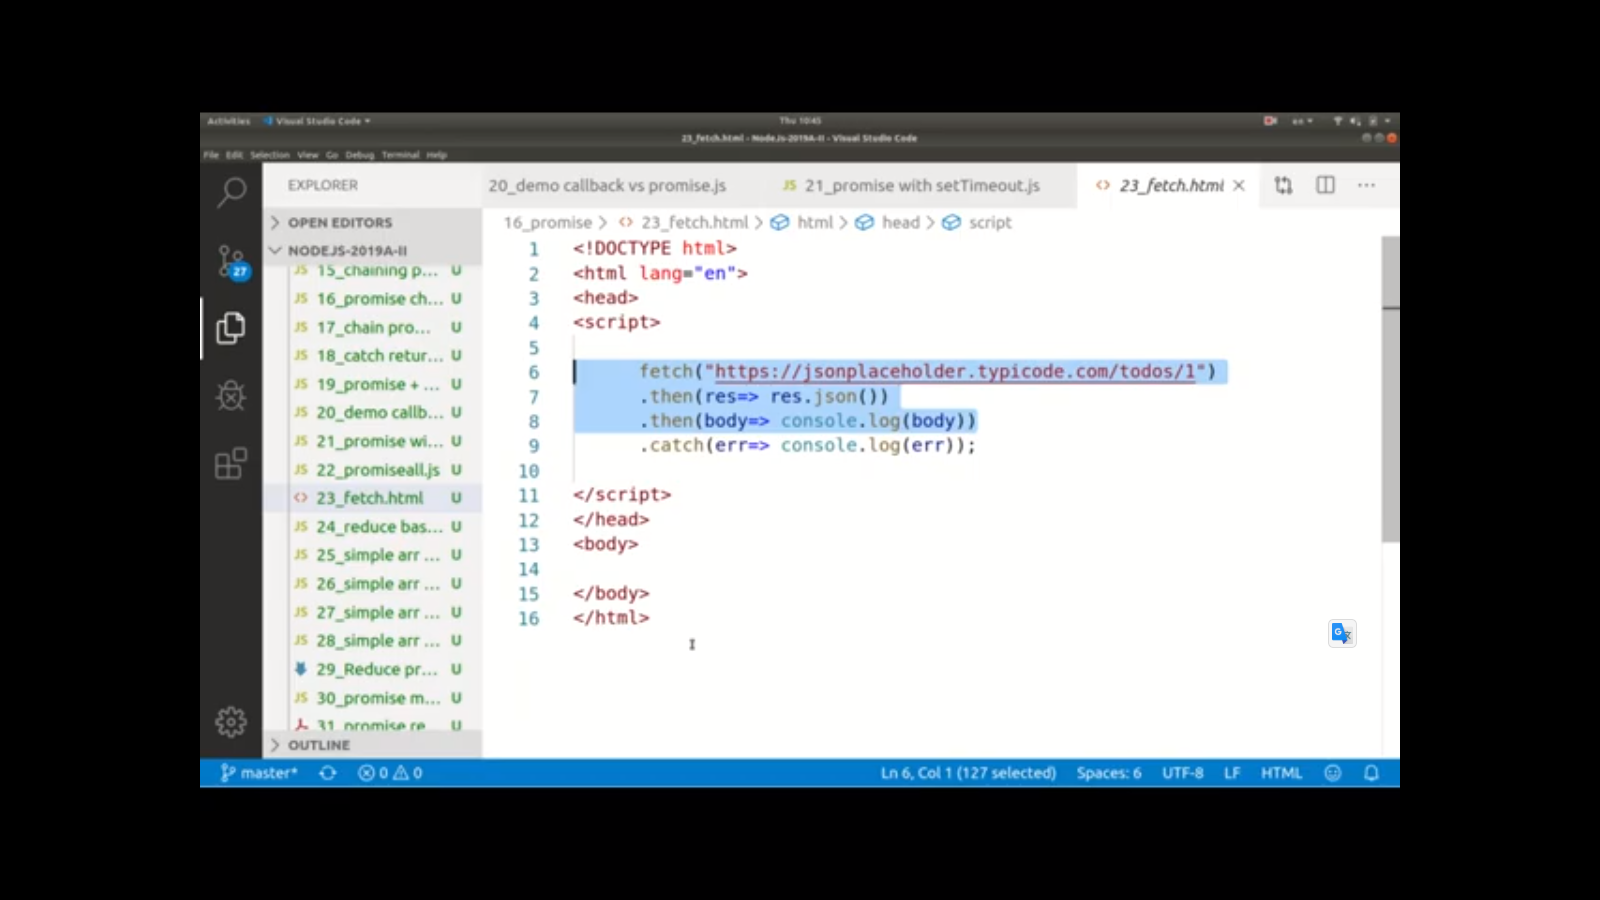 Activities Visual Studio Code Thu 10:45 en
23_fetch.html - NodeJs-2019A-II - Visual Studio Code
File Edit Selection View Go Debug Terminal Help
EXPLORER
20_demo callback vs promise.js JS 21_promise with setTimeout.js <> 23_fetch.html
OPEN EDITORS
16_promise > <> 23_fetch.html > html > head > script
NODEJS-2019A-II
27
JS 15_chaining p... U
JS 16_promise ch... U
JS 17_chain pro... U
JS 18_catch retur... U
JS 19_promise + ... U
JS 20_demo callb... U
JS 21_promise wi... U
JS 22_promiseall.js U
<> 23_fetch.html U
JS 24_reduce bas... U
JS 25_simple arr ... U
JS 26_simple arr ... U
JS 27_simple arr ... U
JS 28_simple arr ... U
29_Reduce pr... U
JS 30_promise m... U
31_promise re U
OUTLINE
1 <!DOCTYPE html>
2 <html lang="en">
3 <head>
4 <script>
5
6 fetch("https://jsonplaceholder.typicode.com/todos/1")
7 .then(res=> res.json())
8 .then(body=> console.log(body))
9 .catch(err=> console.log(err));
10
11 </script>
12 </head>
13 <body>
14
15 </body>
16 </html>
G
master* 0 0 Ln 6, Col 1 (127 selected) Spaces: 6 UTF-8 LF HTML